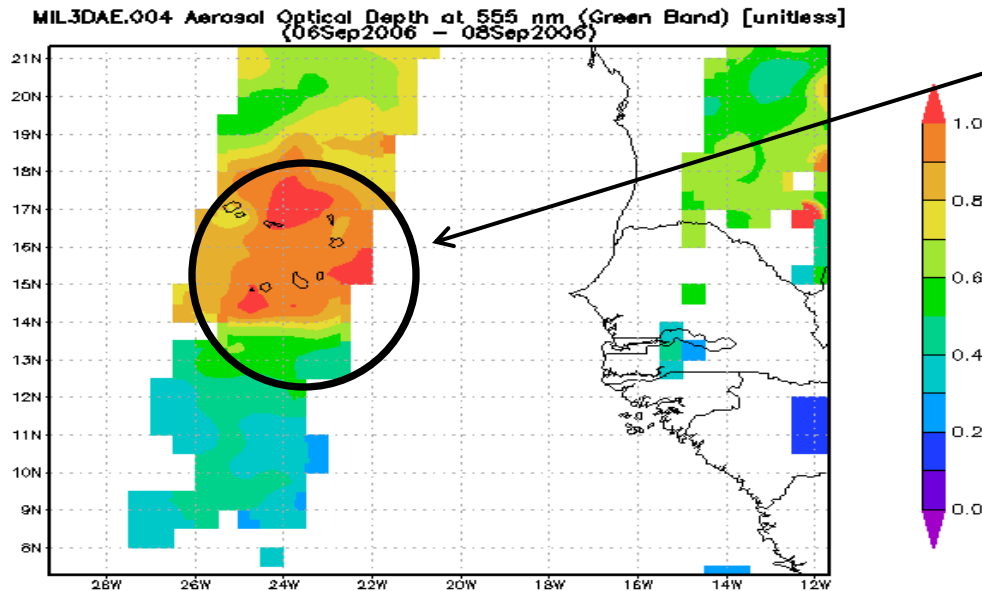 MIL3DAE.004 Aerosol Optical Depth at 555 nm (Green Band) [unitless]
(06Sep2006 – 08Sep2006)
21N
20N
19N
18N
17N
16N
15N
14N
13N
12N
11N
10N
9N
8N
26W
24W
22W
20W
18W
16W
14W
12W
1.0
0.8
0.6
0.4
0.2
0.0